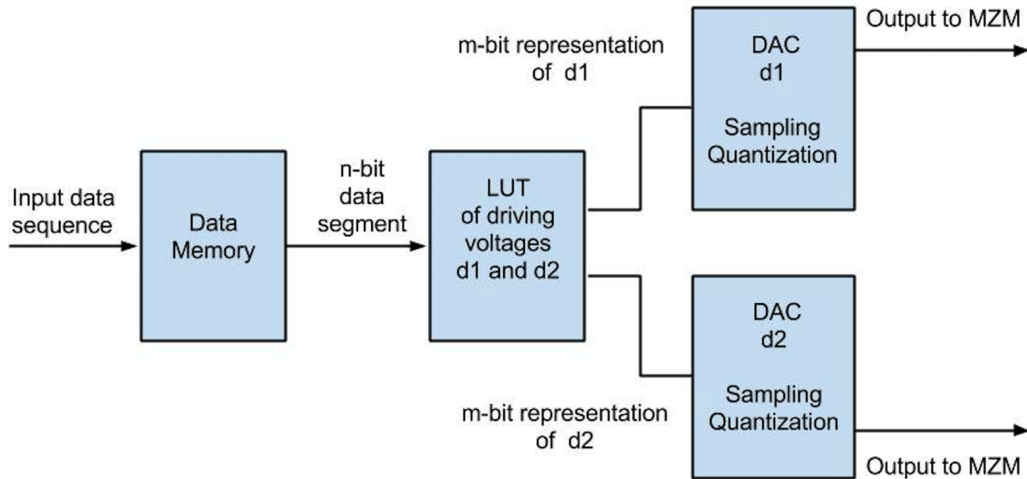 Input data
sequence
Data
Memory
n-bit
data
segment
LUT
of driving
voltages
d1 and d2
m-bit representation
of d1
DAC
d1
Sampling
Quantization
Output to MZM
m-bit representation
of d2
DAC
d2
Sampling
Quantization
Output to MZM